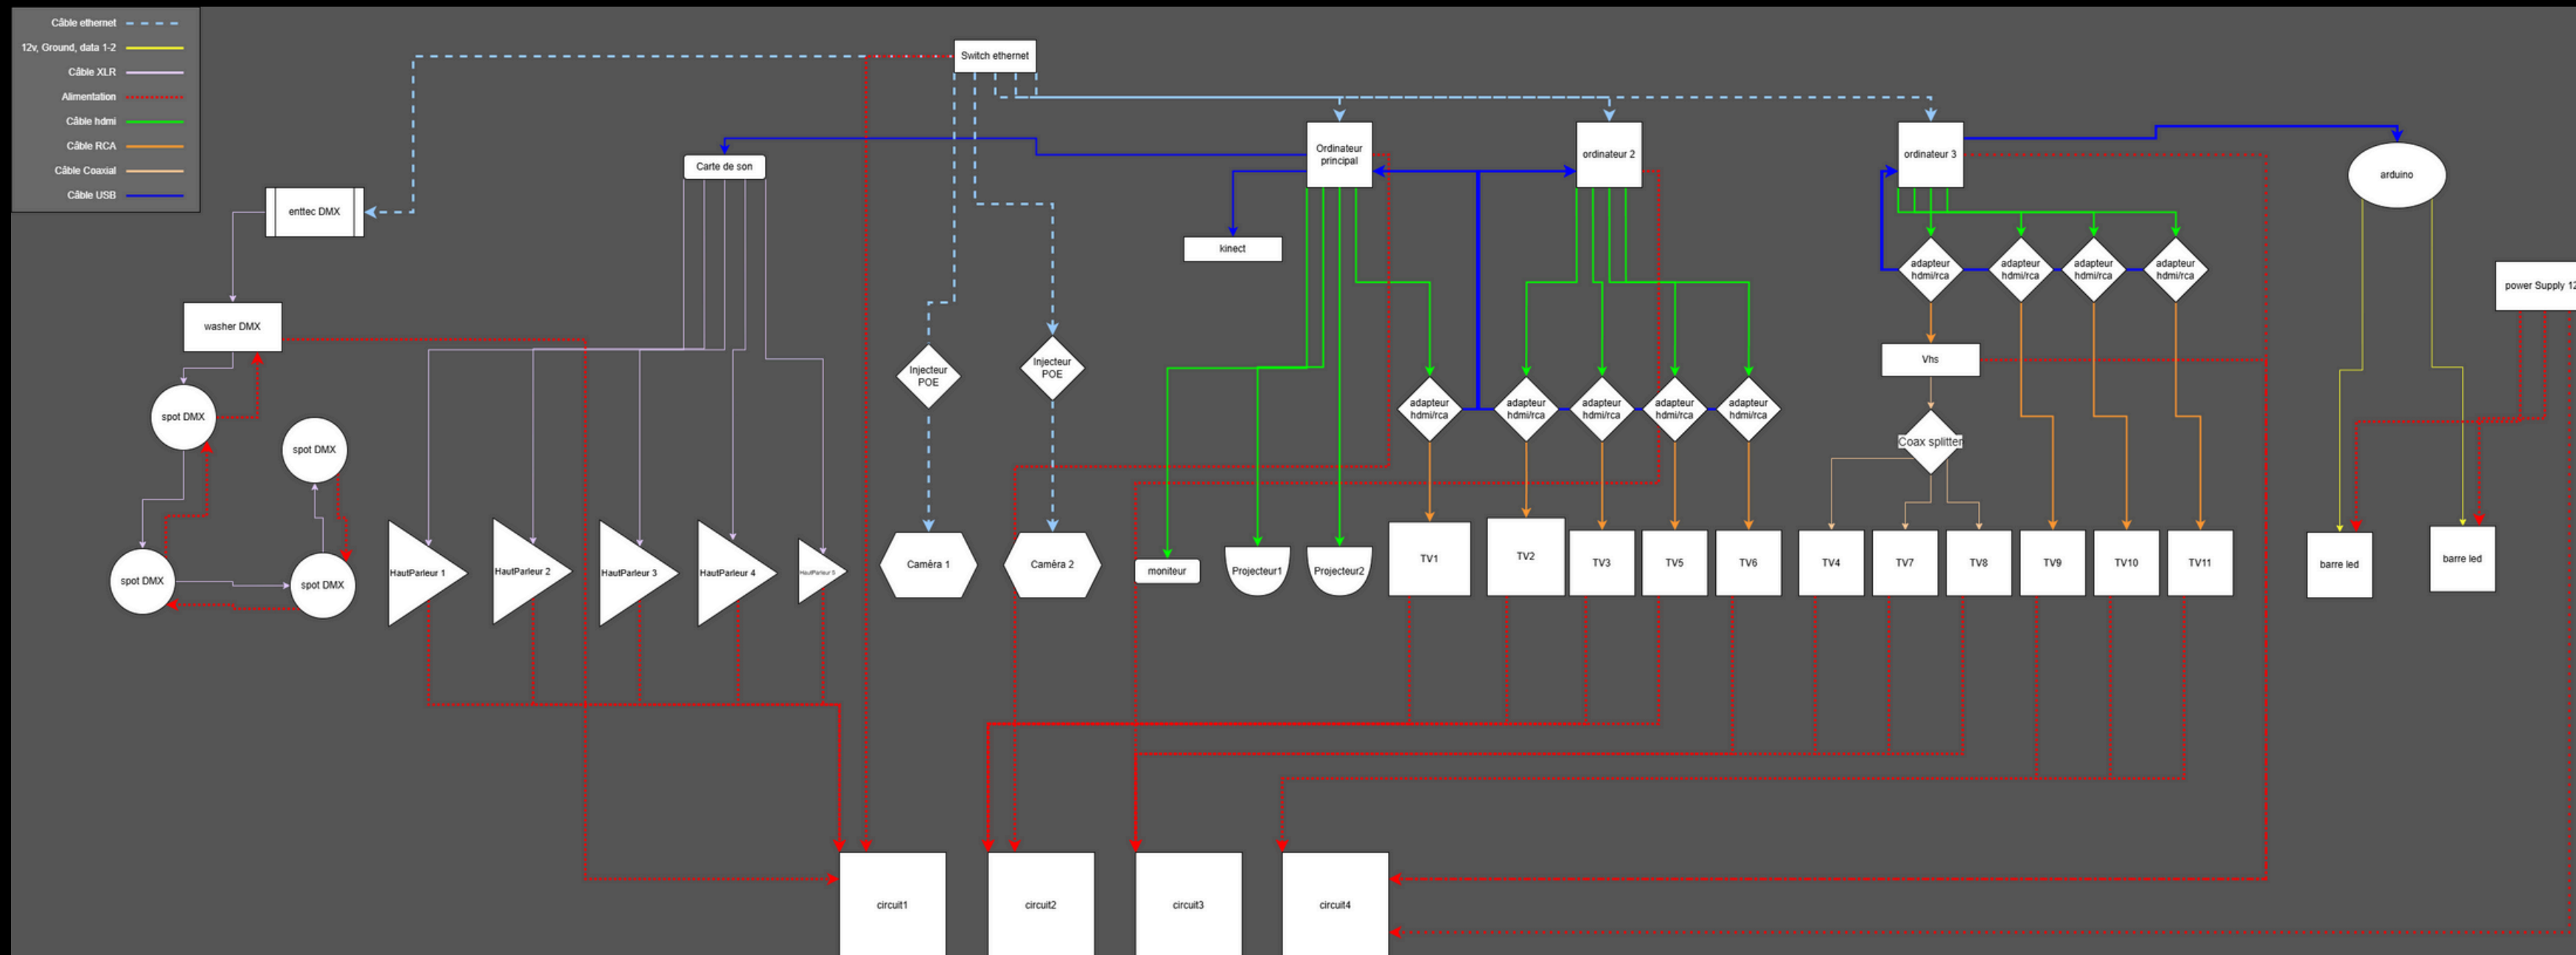 Câble ethernet
12v, Ground, data 1-2
Câble XLR
Alimentation
Câble hdmi
Câble RCA
Câble Coaxial
Câble USB
Switch ethernet
Carte de son
Ordinateur
principal
ordinateur 2
ordinateur 3
arduino
enttec DMX
kinect
adapteur
hdmi/rca
adapteur
hdmi/rca
adapteur
hdmi/rca
adapteur
hdmi/rca
power Supply 12
washer DMX
Injecteur
POE
Injecteur
POE
Vhs
spot DMX
spot DMX
adapteur
hdmi/rca
adapteur
hdmi/rca
adapteur
hdmi/rca
adapteur
hdmi/rca
adapteur
hdmi/rca
Coax splitter
spot DMX
spot DMX
HautParleur 1
HautParleur 2
HautParleur 3
HautParleur 4
HautParleur 5
Caméra 1
Caméra 2
moniteur
Projecteur1
Projecteur2
TV1
TV2
TV3
TV5
TV6
TV4
TV7
TV8
TV9
TV10
TV11
barre led
barre led
circuit1
circuit2
circuit3
circuit4